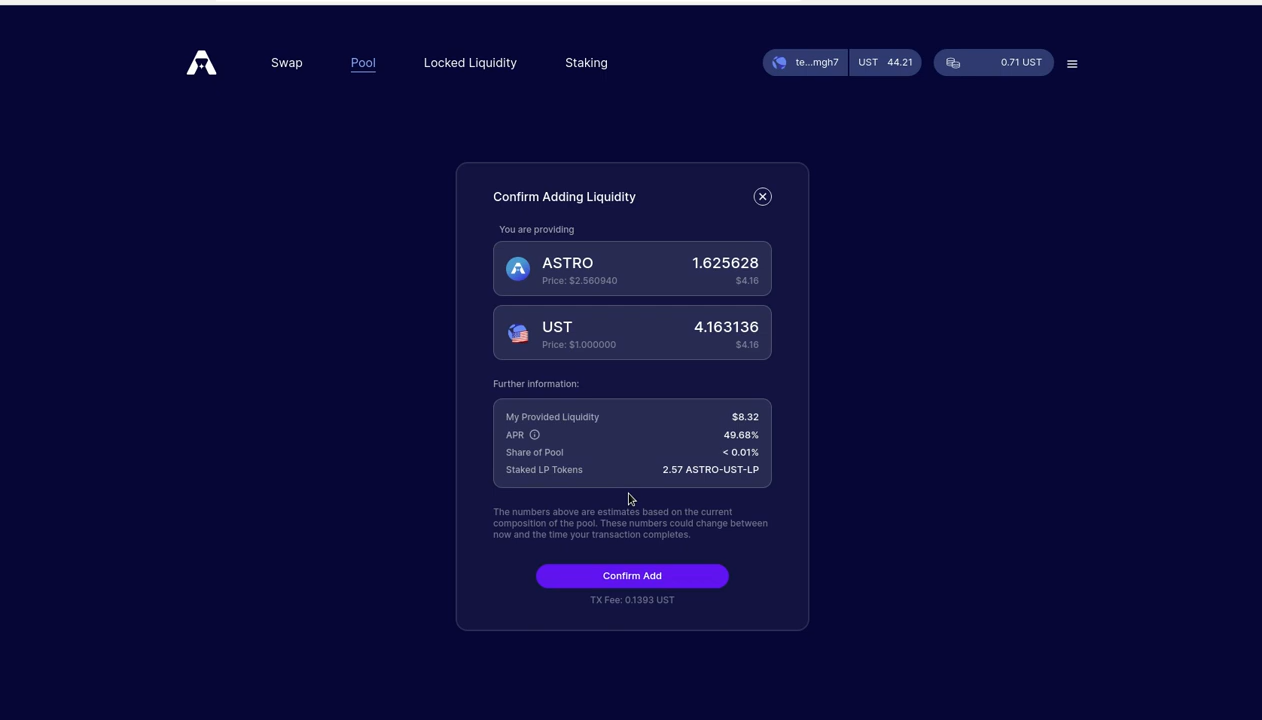 Swap Pool Locked Liquidity Staking te...mgh7 UST 44.21 0.71 UST
Confirm Adding Liquidity
You are providing
ASTRO 1.625628
Price: $2.560940 $4.16
UST 4.163136
Price: $1.000000 $4.16
Further information:
My Provided Liquidity $8.32
APR 49.68%
Share of Pool < 0.01%
Staked LP Tokens 2.57 ASTRO-UST-LP
The numbers above are estimates based on the current
composition of the pool. These numbers could change between
now and the time your transaction completes.
Confirm Add
TX Fee: 0.1393 UST